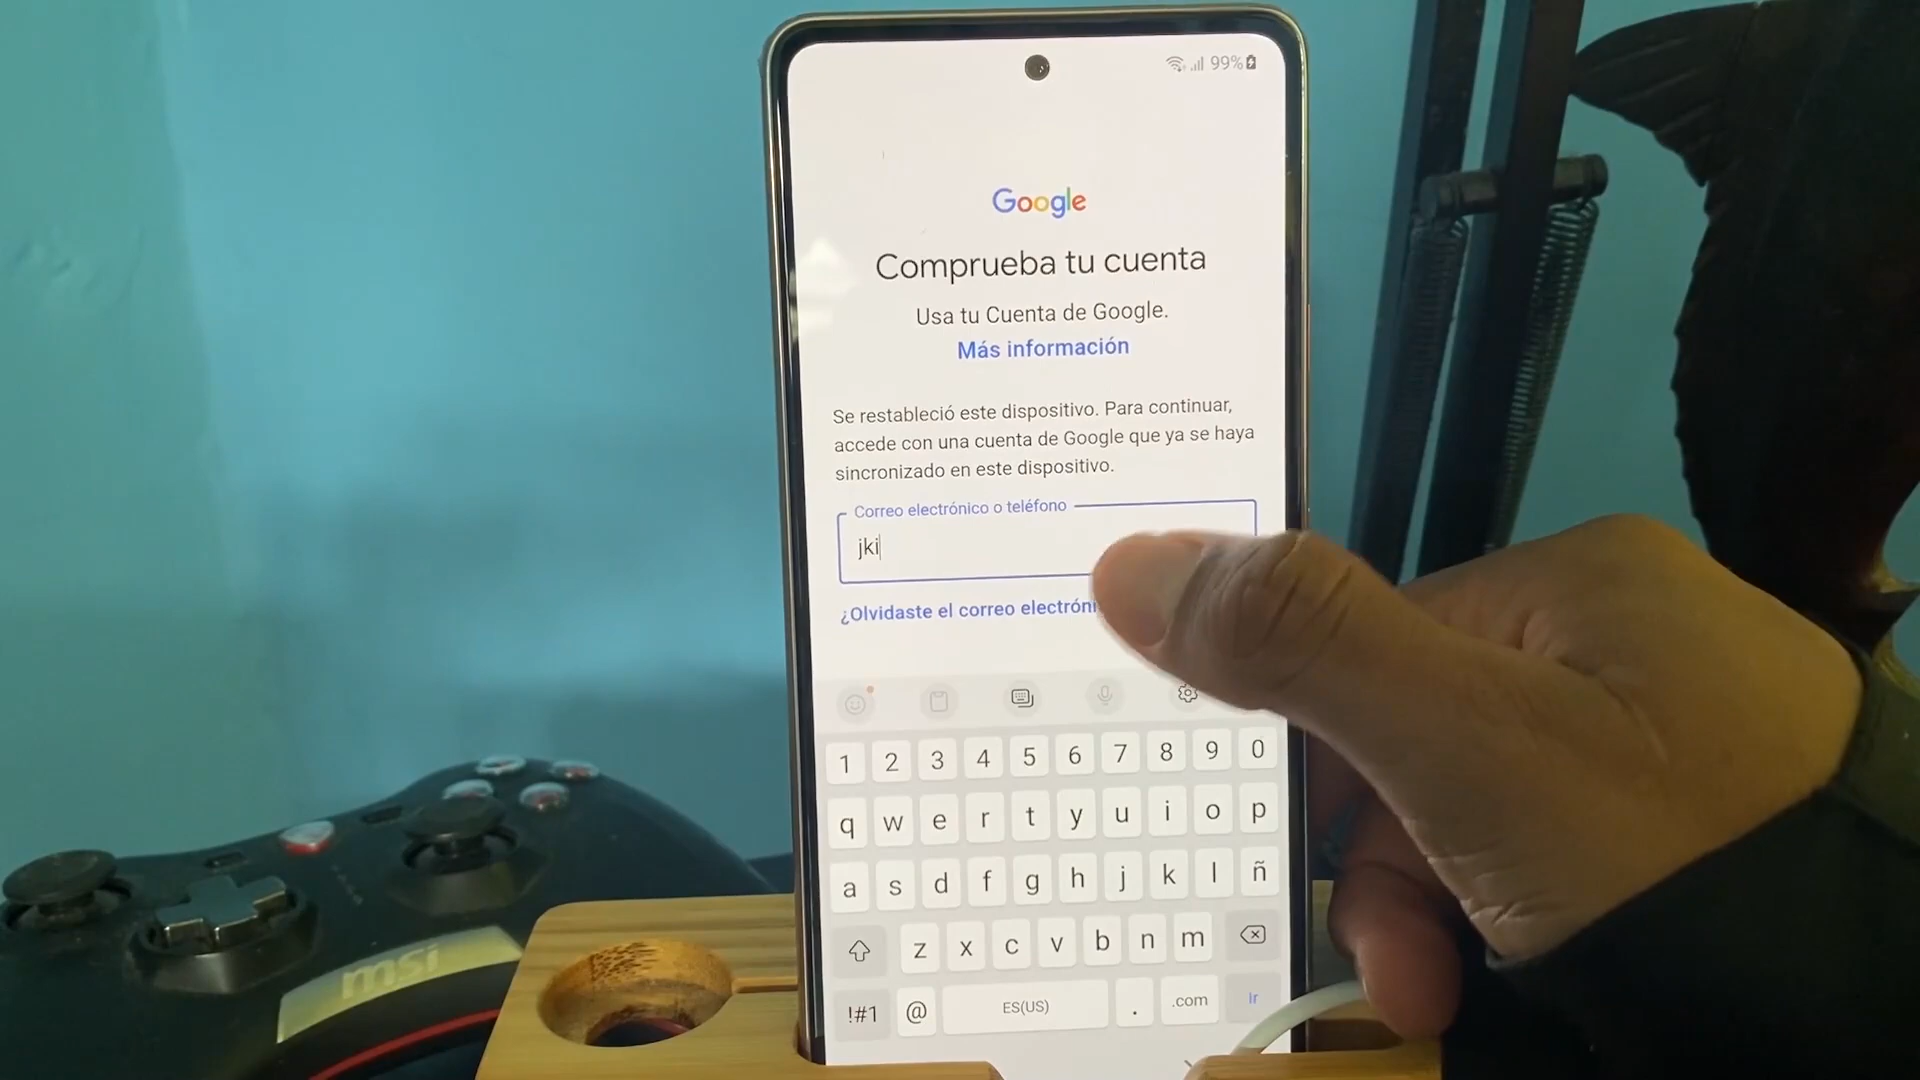 99%
Google
Comprueba tu cuenta
Usa tu Cuenta de Google.
Más información
Se restableció este dispositivo. Para continuar,
accede con una cuenta de Google que ya se haya
sincronizado en este dispositivo.
Correo electrónico o teléfono
jki
¿Olvidaste el correo electróni
1 2 3 4 5 6 7 8 9 0
q w e r t y u i o p
a s d f g h j k l ñ
z x c v b n m
!#1 @ ES(US) . .com Ir
msi